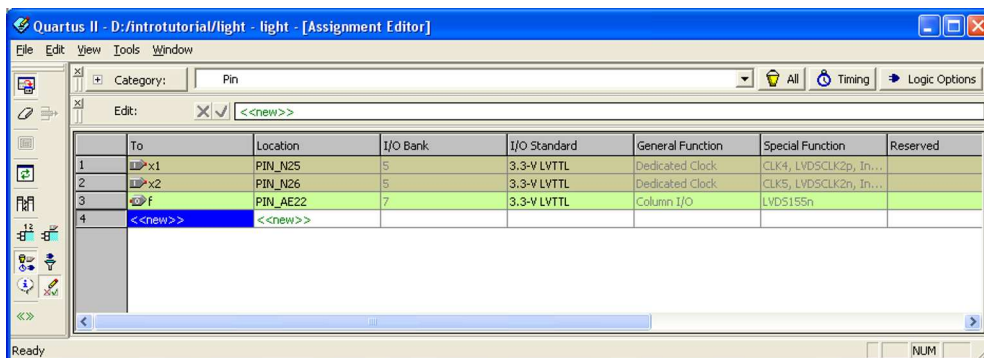 Quartus II - D:/introtutorial/light - light - [Assignment Editor]
File Edit View Tools Window
Category: Pin All Timing Logic Options
Edit: <<new>>
To Location I/O Bank I/O Standard General Function Special Function Reserved
1 x1 PIN_N25 5 3.3-V LVTTL Dedicated Clock CLK4, LVDSCLK2p, In...
2 x2 PIN_N26 5 3.3-V LVTTL Dedicated Clock CLK5, LVDSCLK2n, In...
3 f PIN_AE22 7 3.3-V LVTTL Column I/O LVDS155n
4 <<new>> <<new>>
Ready NUM